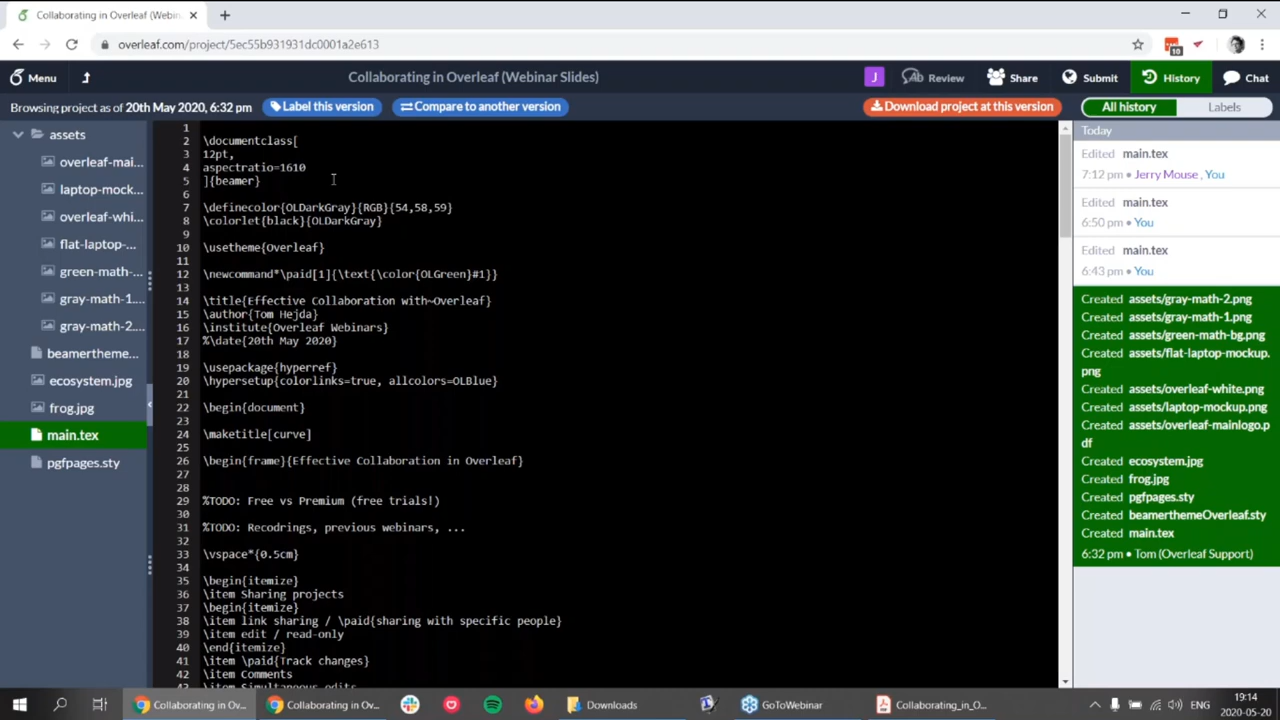 Collaborating in Overleaf (Webin
overleaf.com/project/5ec55b931931dc0001a2e613
10
Menu
Collaborating in Overleaf (Webinar Slides)
J
Review
Share
Submit
History
Chat
Browsing project as of 20th May 2020, 6:32 pm
Label this version
Compare to another version
Download project at this version
All history
Labels
assets
overleaf-mai...
laptop-mock...
overleaf-whi...
flat-laptop-...
green-math-...
gray-math-1....
gray-math-2....
beamertheme...
ecosystem.jpg
frog.jpg
main.tex
pgfpages.sty
1
2 \documentclass[
3 12pt,
4 aspectratio=1610
5 ]{beamer}
6
7 \definecolor{OLDarkGray}{RGB}{54,58,59}
8 \colorlet{black}{OLDarkGray}
9
10 \usetheme{Overleaf}
11
12 \newcommand*\paid[1]{\text{\color{OLGreen}#1}}
13
14 \title{Effective Collaboration with~Overleaf}
15 \author{Tom Hejda}
16 \institute{Overleaf Webinars}
17 %\date{20th May 2020}
18
19 \usepackage{hyperref}
20 \hypersetup{colorlinks=true, allcolors=OLBlue}
21
22 \begin{document}
23
24 \maketitle[curve]
25
26 \begin{frame}{Effective Collaboration in Overleaf}
27
28
29 %TODO: Free vs Premium (free trials!)
30
31 %TODO: Recodrings, previous webinars, ...
32
33 \vspace*{0.5cm}
34
35 \begin{itemize}
36 \item Sharing projects
37 \begin{itemize}
38 \item link sharing / \paid{sharing with specific people}
39 \item edit / read-only
40 \end{itemize}
41 \item \paid{Track changes}
42 \item Comments
43 \item Simultaneous edits
Today
Edited main.tex
7:12 pm • Jerry Mouse , You
Edited main.tex
6:50 pm • You
Edited main.tex
6:43 pm • You
Created assets/gray-math-2.png
Created assets/gray-math-1.png
Created assets/green-math-bg.png
Created assets/flat-laptop-mockup.
png
Created assets/overleaf-white.png
Created assets/laptop-mockup.png
Created assets/overleaf-mainlogo.p
df
Created ecosystem.jpg
Created frog.jpg
Created pgfpages.sty
Created beamerthemeOverleaf.sty
Created main.tex
6:32 pm • Tom (Overleaf Support)
Collaborating in Ov...
Collaborating in Ov...
Downloads
GoToWebinar
Collaborating_in_O...
ENG
19:14
2020-05-20